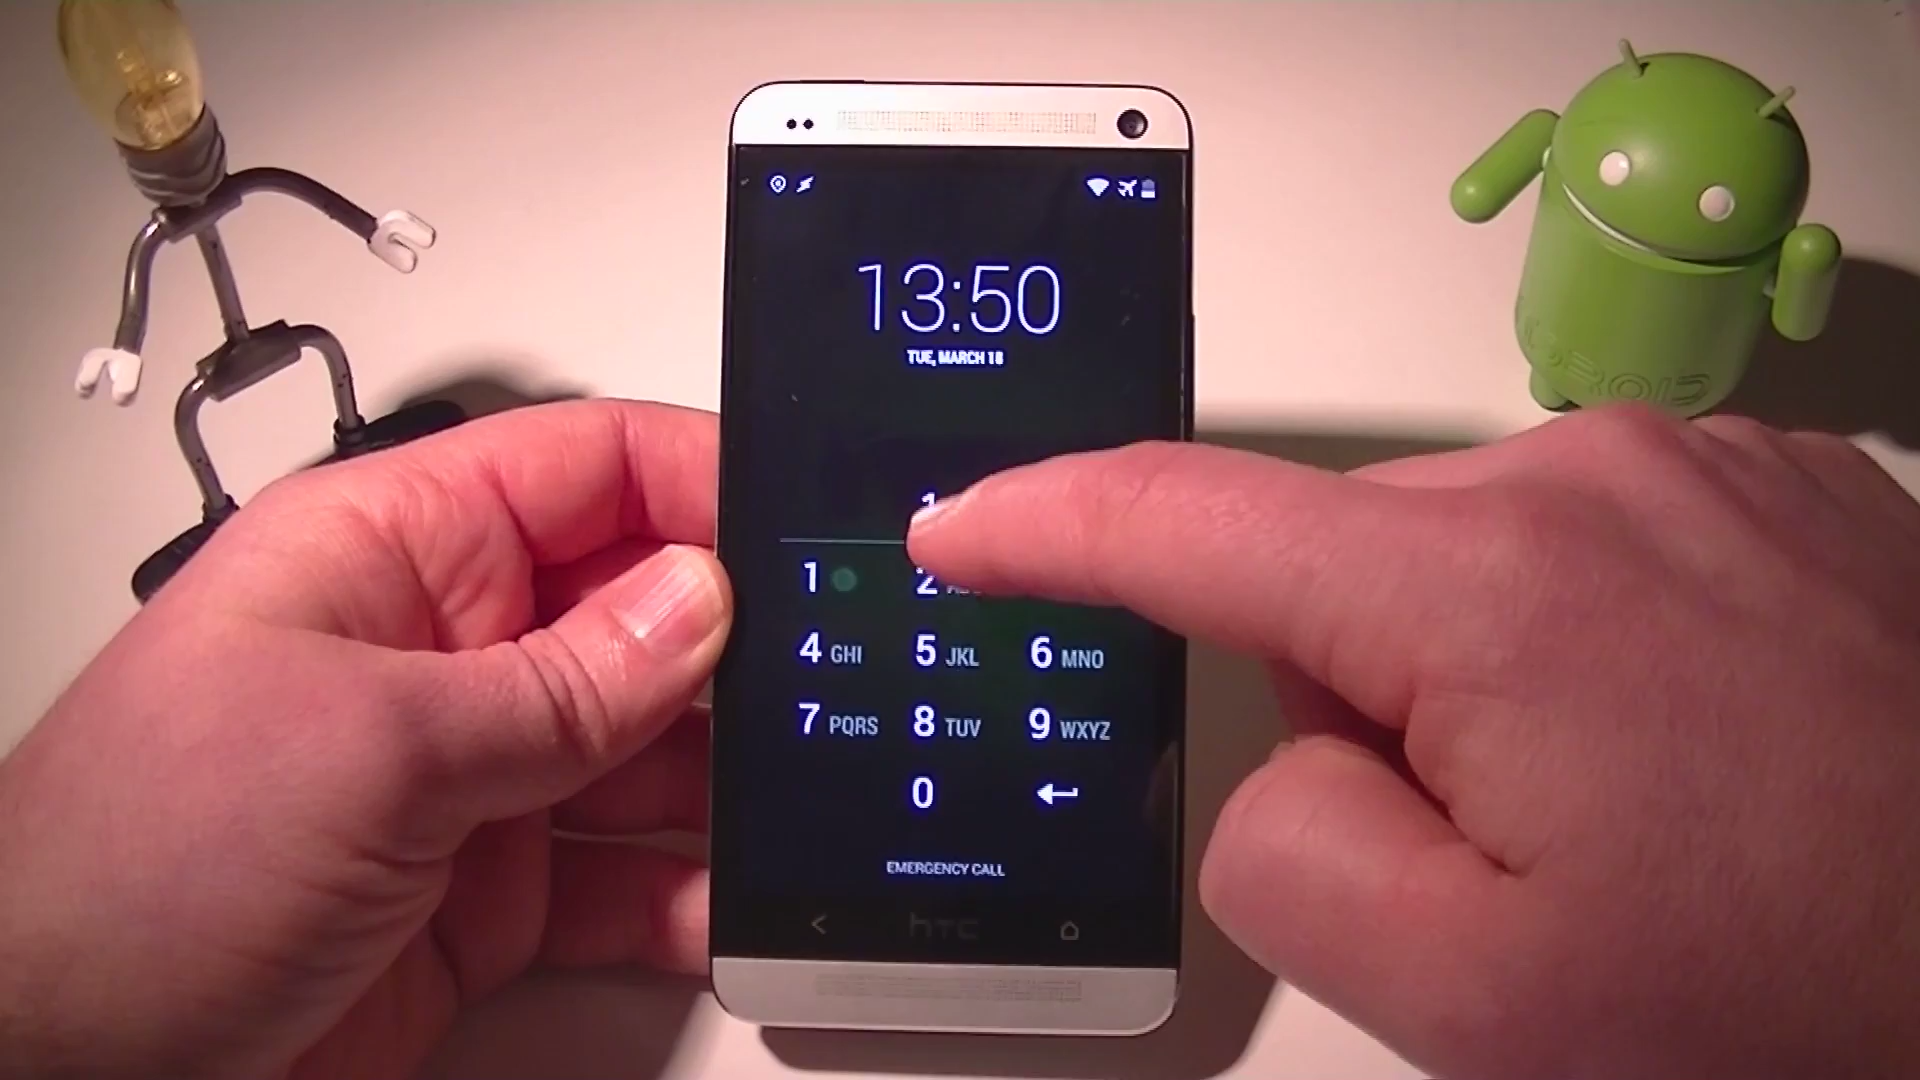 13:50
TUE, MARCH 18
1
1
2
4 GHI 5 JKL 6 MNO
7 PQRS 8 TUV 9 WXYZ
0
EMERGENCY CALL
hTC